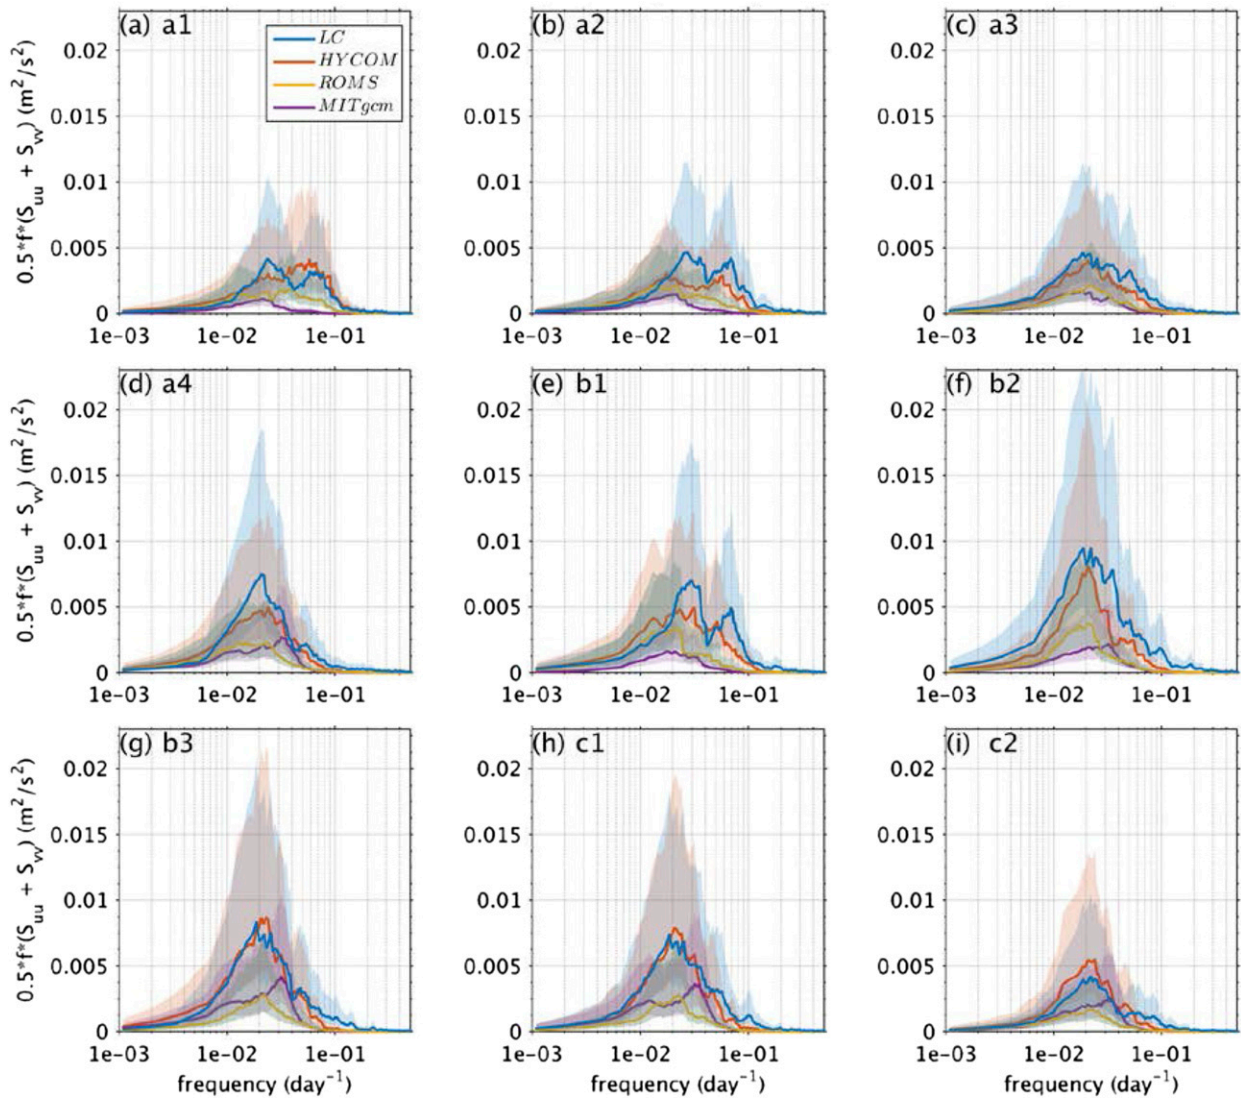 (a) a1
(b) a2
(c) a3
LC
HYCOM
ROMS
MITgcm
0.5*f*(S_uu + S_vv) (m²/s²)
0.02
0.015
0.01
0.005
0
1e-03 1e-02 1e-01
0.02
0.015
0.01
0.005
0
1e-03 1e-02 1e-01
0.02
0.015
0.01
0.005
0
1e-03 1e-02 1e-01
(d) a4
(e) b1
(f) b2
0.5*f*(S_uu + S_vv) (m²/s²)
0.02
0.015
0.01
0.005
0
1e-03 1e-02 1e-01
0.02
0.015
0.01
0.005
0
1e-03 1e-02 1e-01
0.02
0.015
0.01
0.005
0
1e-03 1e-02 1e-01
(g) b3
(h) c1
(i) c2
0.5*f*(S_uu + S_vv) (m²/s²)
0.02
0.015
0.01
0.005
0
1e-03 1e-02 1e-01
frequency (day⁻¹)
0.02
0.015
0.01
0.005
0
1e-03 1e-02 1e-01
frequency (day⁻¹)
0.02
0.015
0.01
0.005
0
1e-03 1e-02 1e-01
frequency (day⁻¹)